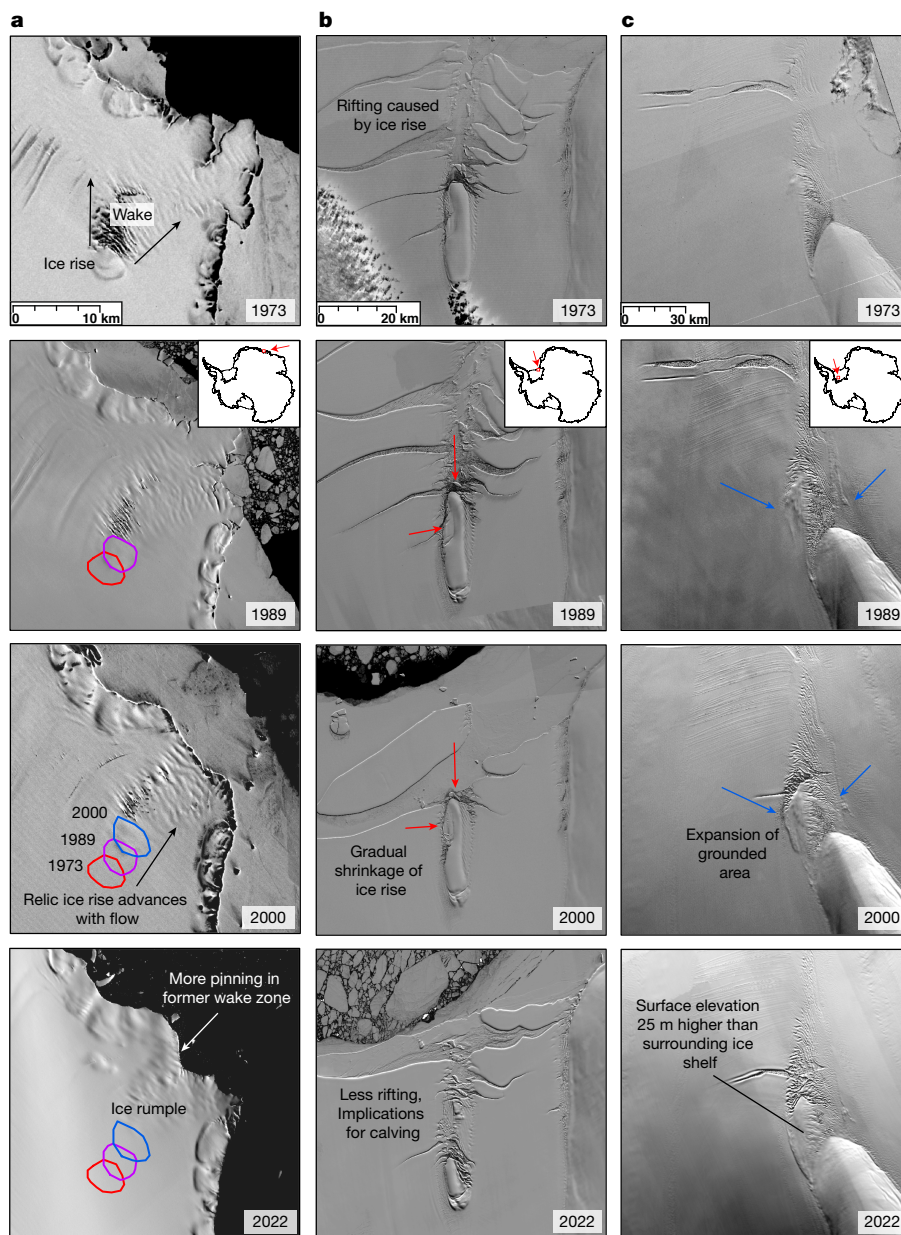 a
b
c
Wake
Ice rise
10 km
1973
Rifting caused
by ice rise
20 km
1973
30 km
1973
1989
1989
1989
2000
1989
1973
Relic ice rise advances
with flow
2000
Gradual
shrinkage of
ice rise
2000
Expansion of
grounded
area
2000
More pinning in
former wake zone
Ice rumple
2022
Less rifting,
Implications
for calving
2022
Surface elevation
25 m higher than
surrounding ice
shelf
2022